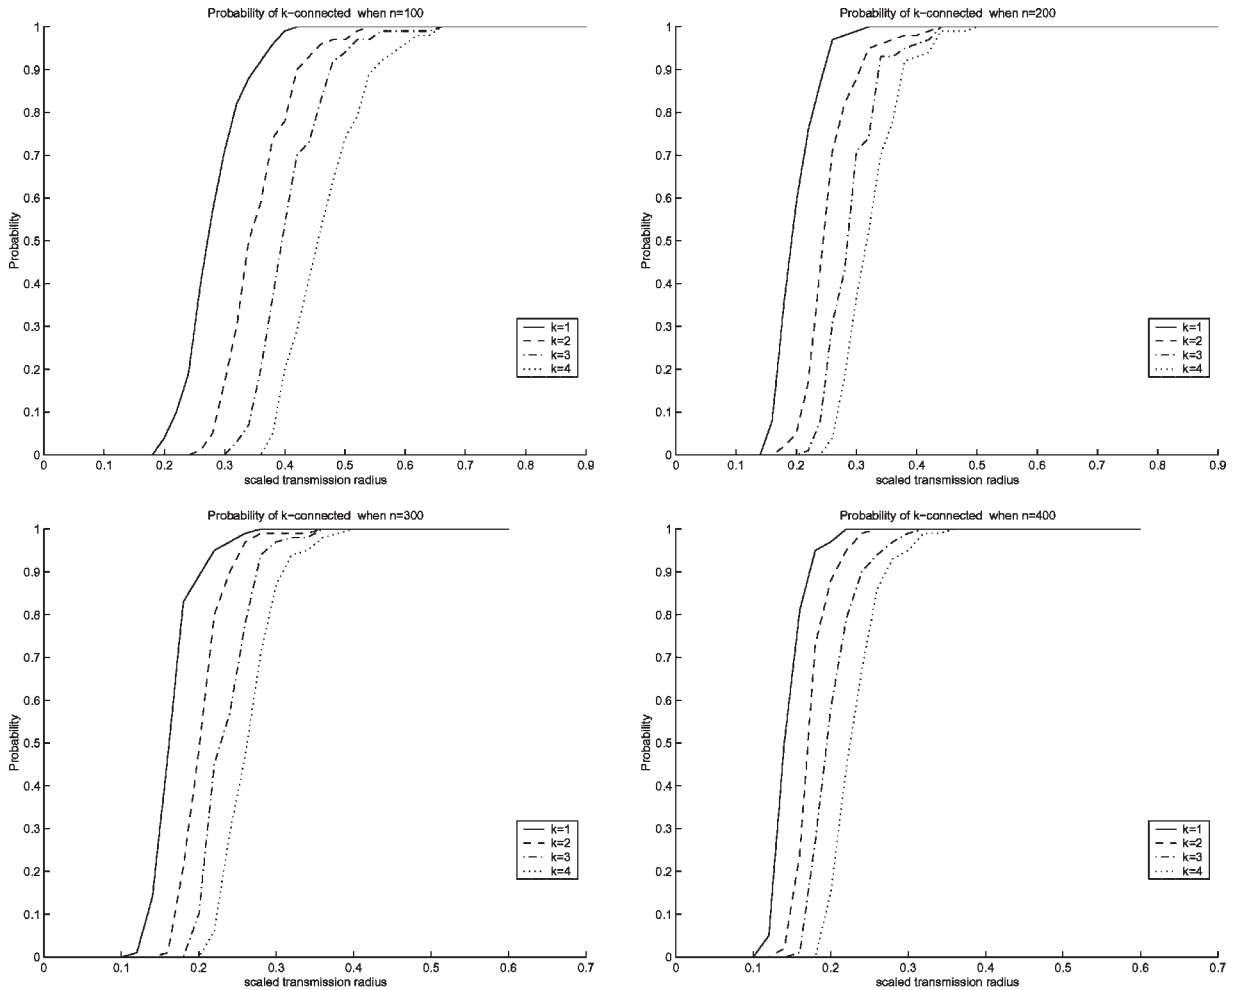 Probability of k-connected when n=100
Probability
1
0.9
0.8
0.7
0.6
0.5
0.4
0.3
0.2
0.1
0
0 0.1 0.2 0.3 0.4 0.5 0.6 0.7 0.8 0.9
scaled transmission radius
k=1
k=2
k=3
k=4
Probability of k-connected when n=200
Probability
1
0.9
0.8
0.7
0.6
0.5
0.4
0.3
0.2
0.1
0
0 0.1 0.2 0.3 0.4 0.5 0.6 0.7 0.8 0.9
scaled transmission radius
k=1
k=2
k=3
k=4
Probability of k-connected when n=300
Probability
1
0.9
0.8
0.7
0.6
0.5
0.4
0.3
0.2
0.1
0
0 0.1 0.2 0.3 0.4 0.5 0.6 0.7
scaled transmission radius
k=1
k=2
k=3
k=4
Probability of k-connected when n=400
Probability
1
0.9
0.8
0.7
0.6
0.5
0.4
0.3
0.2
0.1
0
0 0.1 0.2 0.3 0.4 0.5 0.6 0.7
scaled transmission radius
k=1
k=2
k=3
k=4